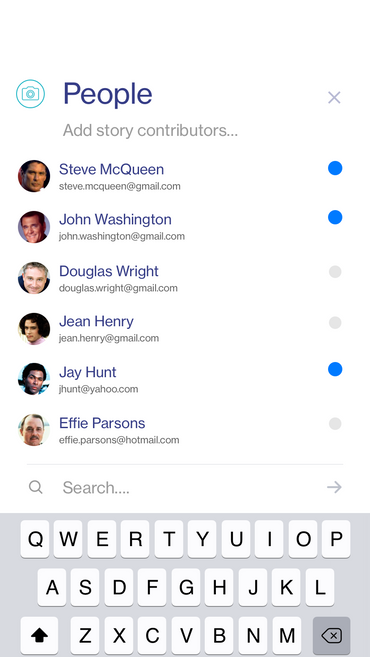 People
Add story contributors...
Steve McQueen
steve.mcqueen@gmail.com
John Washington
john.washington@gmail.com
Douglas Wright
douglas.wright@gmail.com
Jean Henry
jean.henry@gmail.com
Jay Hunt
jhunt@yahoo.com
Effie Parsons
effie.parsons@hotmail.com
Search....
Q W E R T Y U I O P
A S D F G H J K L
Z X C V B N M